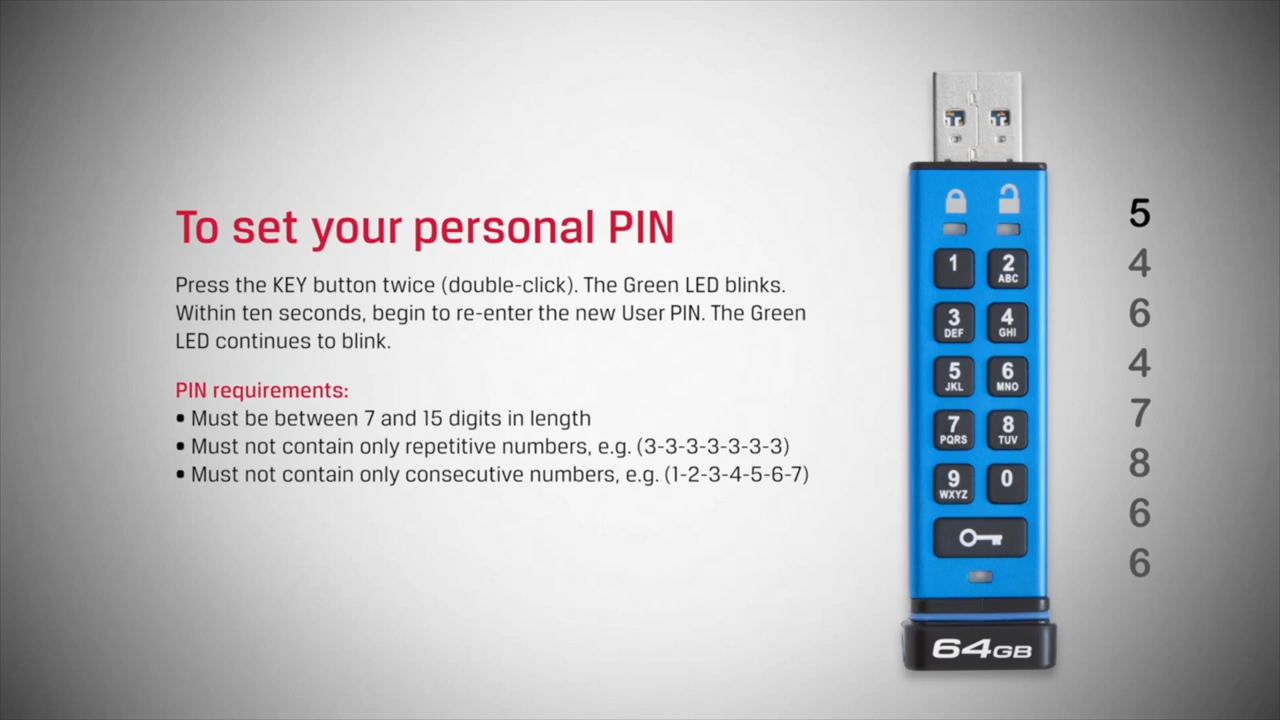 To set your personal PIN
Press the KEY button twice (double-click). The Green LED blinks.
Within ten seconds, begin to re-enter the new User PIN. The Green
LED continues to blink.
PIN requirements:
• Must be between 7 and 15 digits in length
• Must not contain only repetitive numbers, e.g. (3-3-3-3-3-3-3)
• Must not contain only consecutive numbers, e.g. (1-2-3-4-5-6-7)
1 2
ABC
3 4
DEF GHI
5 6
JKL MNO
7 8
PQRS TUV
9 0
WXYZ
64GB
5
4
6
4
7
8
6
6